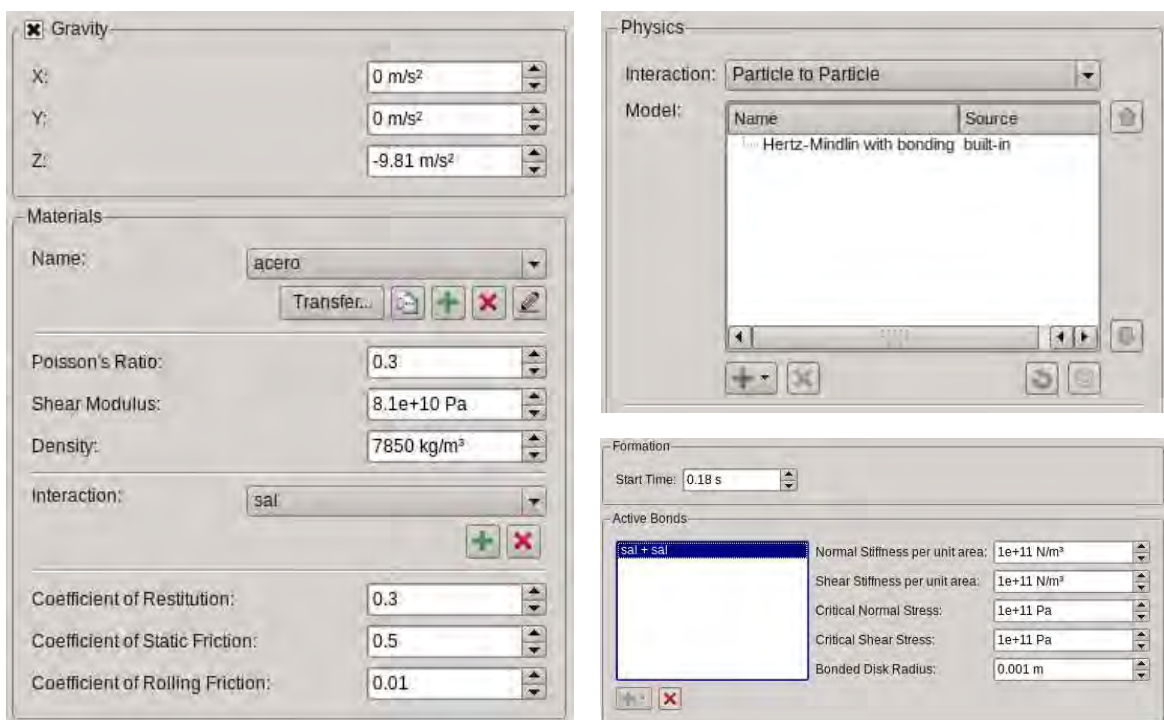 Gravity
X: 0 m/s²
Y: 0 m/s²
Z: -9.81 m/s²
Materials
Name: acero
Transfer...
Poisson's Ratio: 0.3
Shear Modulus: 8.1e+10 Pa
Density: 7850 kg/m³
Interaction: sal
Coefficient of Restitution: 0.3
Coefficient of Static Friction: 0.5
Coefficient of Rolling Friction: 0.01
Physics
Interaction: Particle to Particle
Model:
Name Source
Hertz-Mindlin with bonding built-in
Formation
Start Time: 0.18 s
Active Bonds
sal + sal
Normal Stiffness per unit area: 1e+11 N/m³
Shear Stiffness per unit area: 1e+11 N/m³
Critical Normal Stress: 1e+11 Pa
Critical Shear Stress: 1e+11 Pa
Bonded Disk Radius: 0.001 m